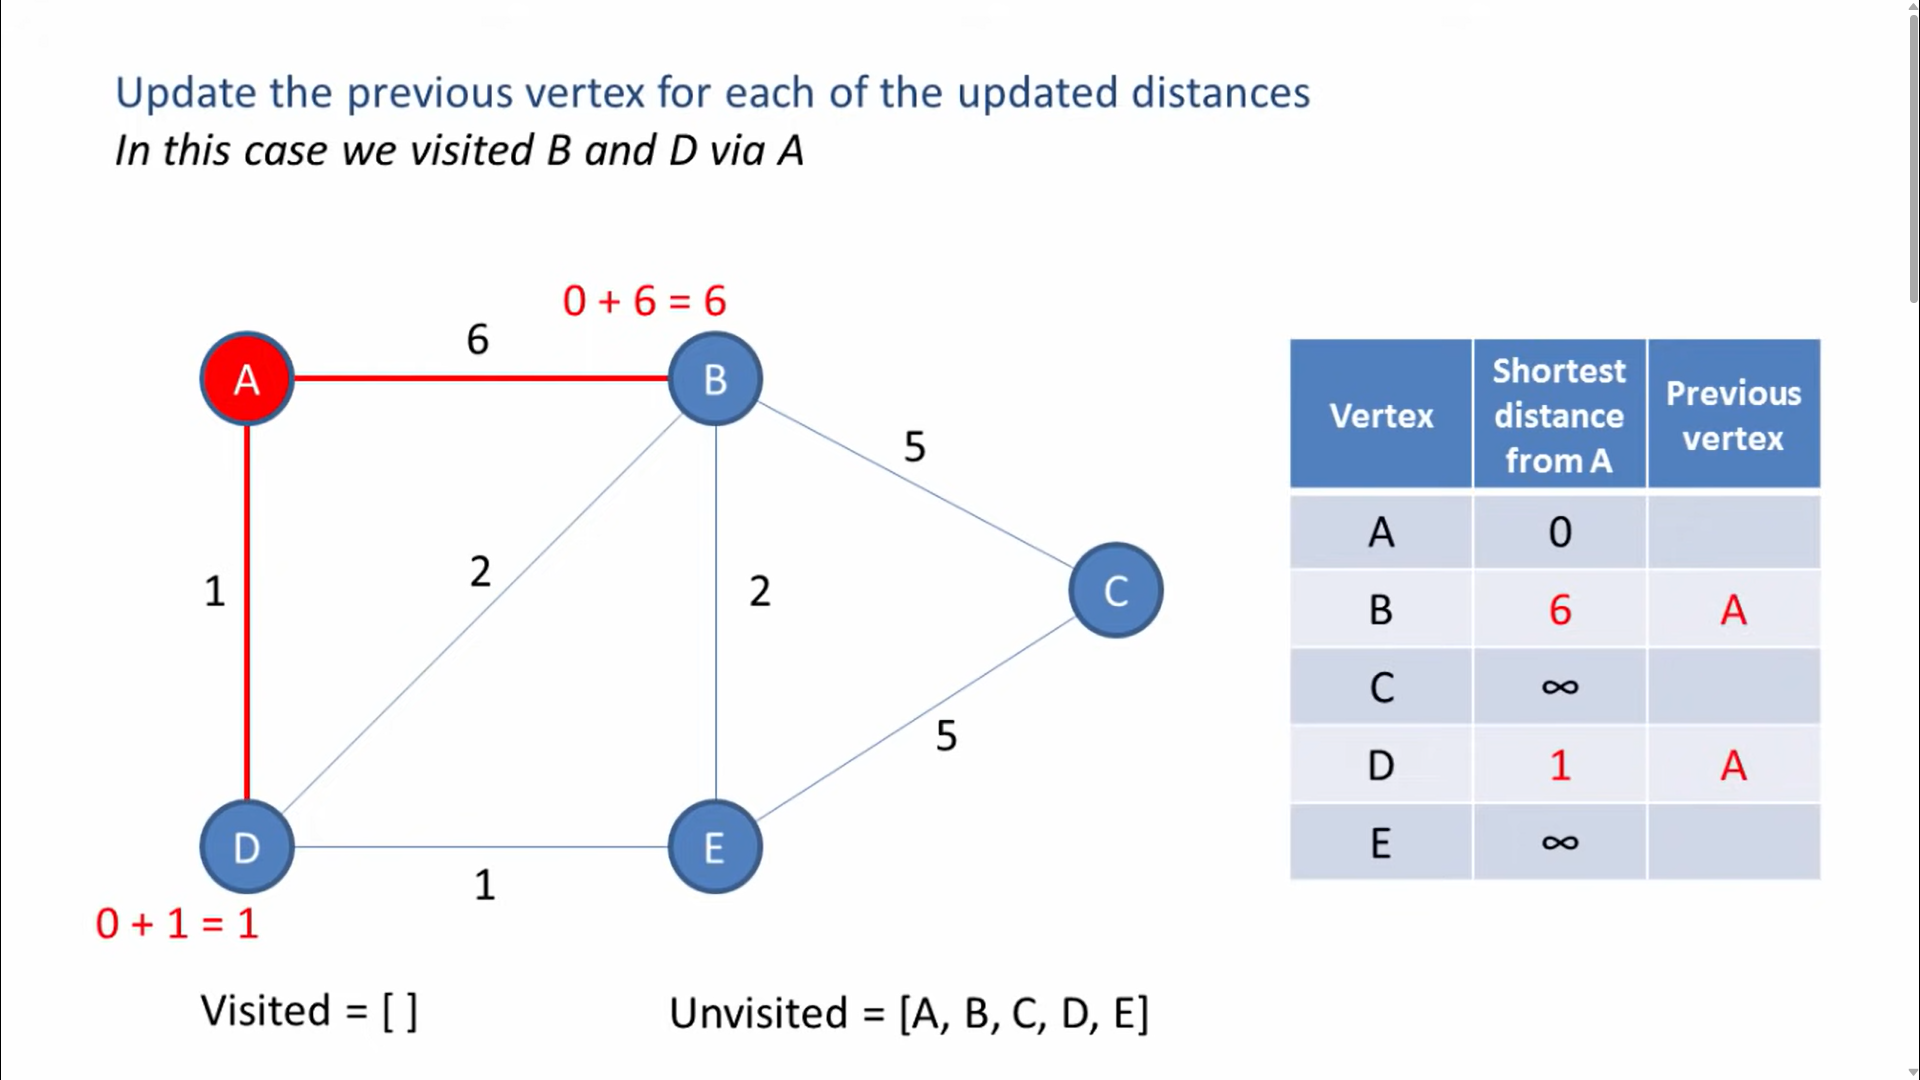 Update the previous vertex for each of the updated distances
In this case we visited B and D via A
0 + 6 = 6
6
A
B
5
1
2
2
C
5
D
E
1
0 + 1 = 1
Vertex Shortest distance from A Previous vertex
A 0
B 6 A
C ∞
D 1 A
E ∞
Visited = [ ]
Unvisited = [A, B, C, D, E]